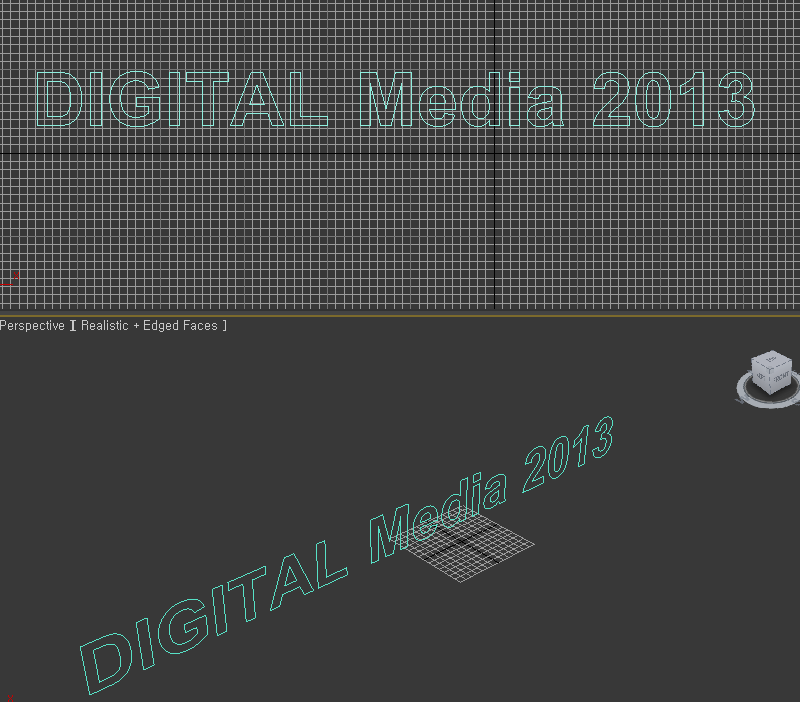 DIGITAL Media 2013
Perspective ][ Realistic + Edged Faces ]
DIGITAL Media 2013